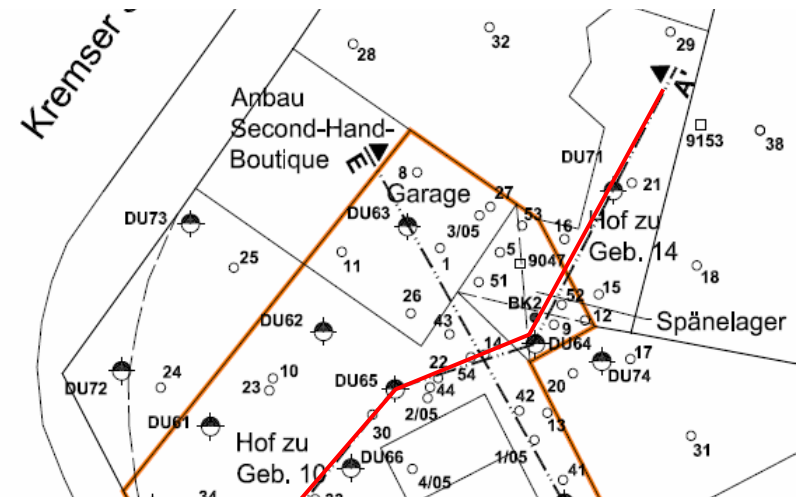 Kremser
28
32
29
A'
9153
38
Anbau
Second-Hand-
Boutique
E
8
Garage
DU71
21
DU63
27
3/05
53
16
Hof zu
Geb. 14
DU73
25
11
1
5
9047
18
51
52
15
26
BK2
12
Spänelager
DU62
43
9
DU64
14
17
DU72
24
10
23
DU65
22
54
44
20
DU74
2/05
42
13
DU61
30
Hof zu
Geb. 10
DU66
4/05
1/05
31
41